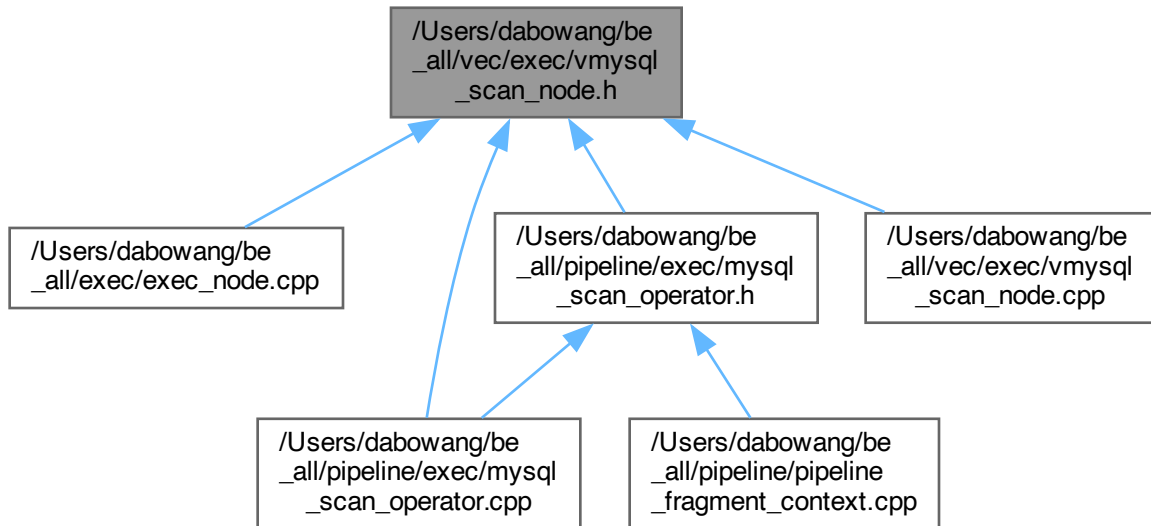 /Users/dabowang/be
_all/vec/exec/vmysql
_scan_node.h
/Users/dabowang/be
_all/exec/exec_node.cpp
/Users/dabowang/be
_all/pipeline/exec/mysql
_scan_operator.h
/Users/dabowang/be
_all/vec/exec/vmysql
_scan_node.cpp
/Users/dabowang/be
_all/pipeline/exec/mysql
_scan_operator.cpp
/Users/dabowang/be
_all/pipeline/pipeline
_fragment_context.cpp